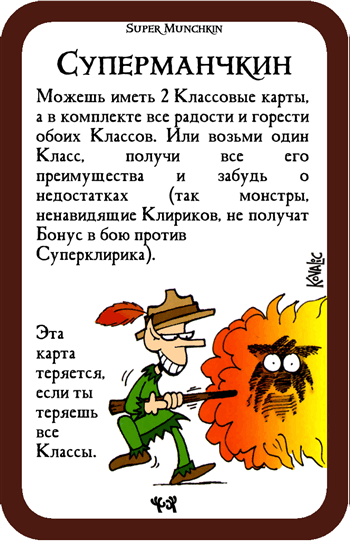 Super Munchkin
Суперманчкин
Можешь иметь 2 Классовые карты,
а в комплекте все радости и горести
обоих Классов. Или возьми один
Класс, получи все его
преимущества и забудь о
недостатках (так монстры,
ненавидящие Клириков, не получат
Бонус в бою против
Суперклирика).
Kovalic
Эта
карта
теряется,
если ты
теряешь
все
Классы.